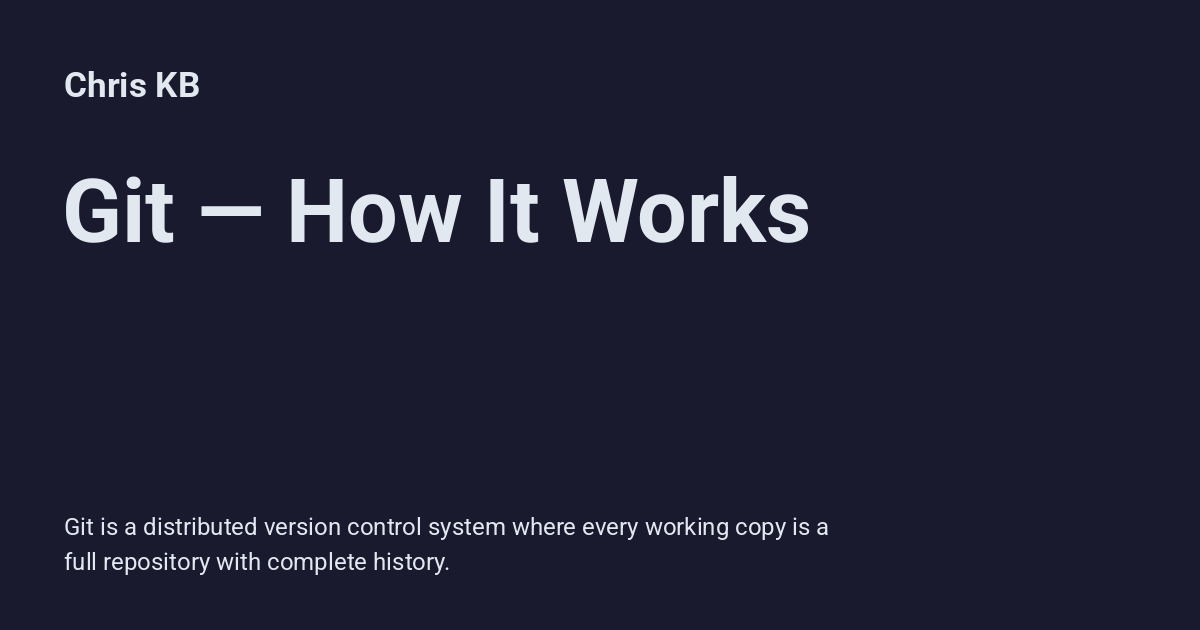 Chris KB
Git — How It Works
Git is a distributed version control system where every working copy is a
full repository with complete history.